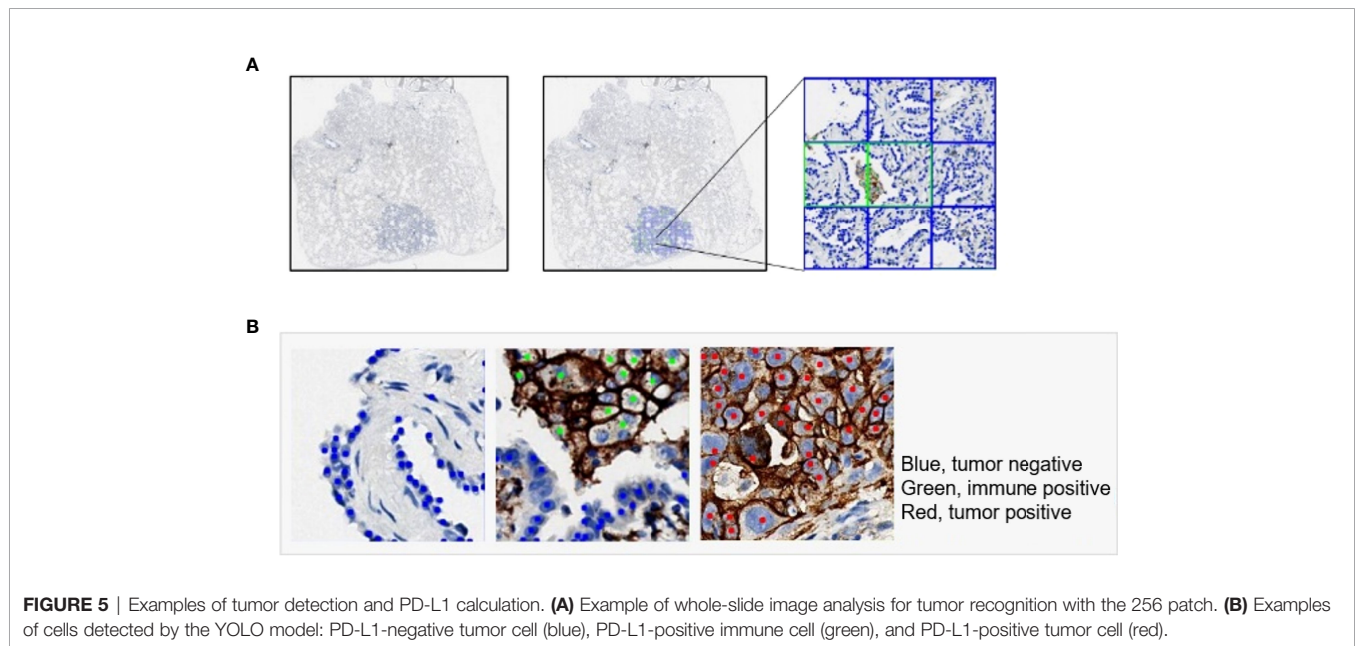 A
B
Blue, tumor negative
Green, immune positive
Red, tumor positive
FIGURE 5 | Examples of tumor detection and PD-L1 calculation. (A) Example of whole-slide image analysis for tumor recognition with the 256 patch. (B) Examples
of cells detected by the YOLO model: PD-L1-negative tumor cell (blue), PD-L1-positive immune cell (green), and PD-L1-positive tumor cell (red).